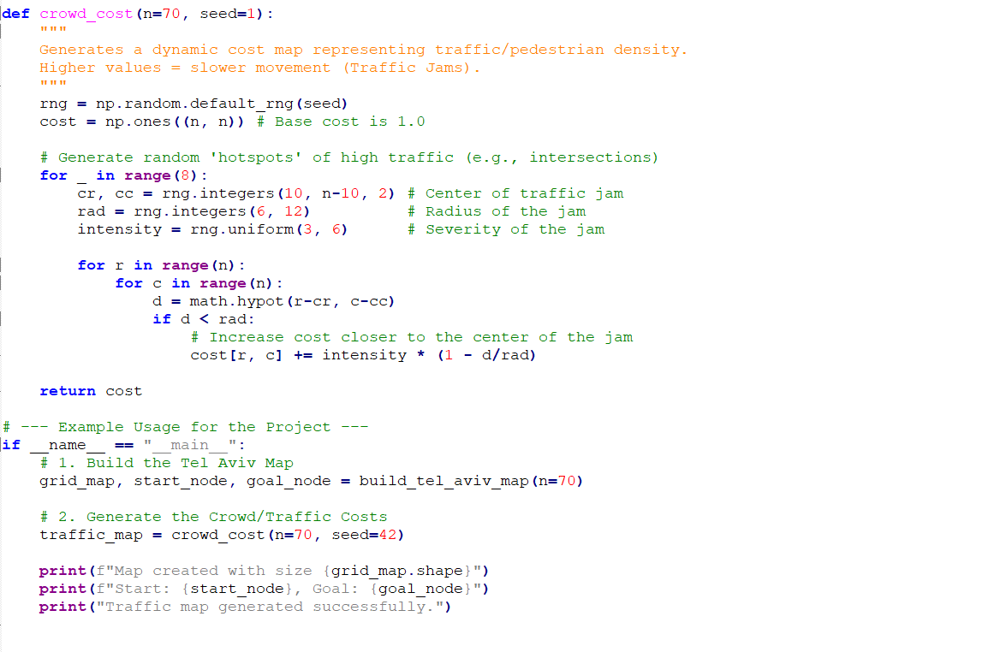 def crowd_cost(n=70, seed=1):
    """
    Generates a dynamic cost map representing traffic/pedestrian density.
    Higher values = slower movement (Traffic Jams).
    """
    rng = np.random.default_rng(seed)
    cost = np.ones((n, n)) # Base cost is 1.0

    # Generate random 'hotspots' of high traffic (e.g., intersections)
    for _ in range(8):
        cr, cc = rng.integers(10, n-10, 2) # Center of traffic jam
        rad = rng.integers(6, 12)          # Radius of the jam
        intensity = rng.uniform(3, 6)      # Severity of the jam

        for r in range(n):
            for c in range(n):
                d = math.hypot(r-cr, c-cc)
                if d < rad:
                    # Increase cost closer to the center of the jam
                    cost[r, c] += intensity * (1 - d/rad)

    return cost

# --- Example Usage for the Project ---
if __name__ == "__main__":
    # 1. Build the Tel Aviv Map
    grid_map, start_node, goal_node = build_tel_aviv_map(n=70)

    # 2. Generate the Crowd/Traffic Costs
    traffic_map = crowd_cost(n=70, seed=42)

    print(f"Map created with size {grid_map.shape}")
    print(f"Start: {start_node}, Goal: {goal_node}")
    print("Traffic map generated successfully.")